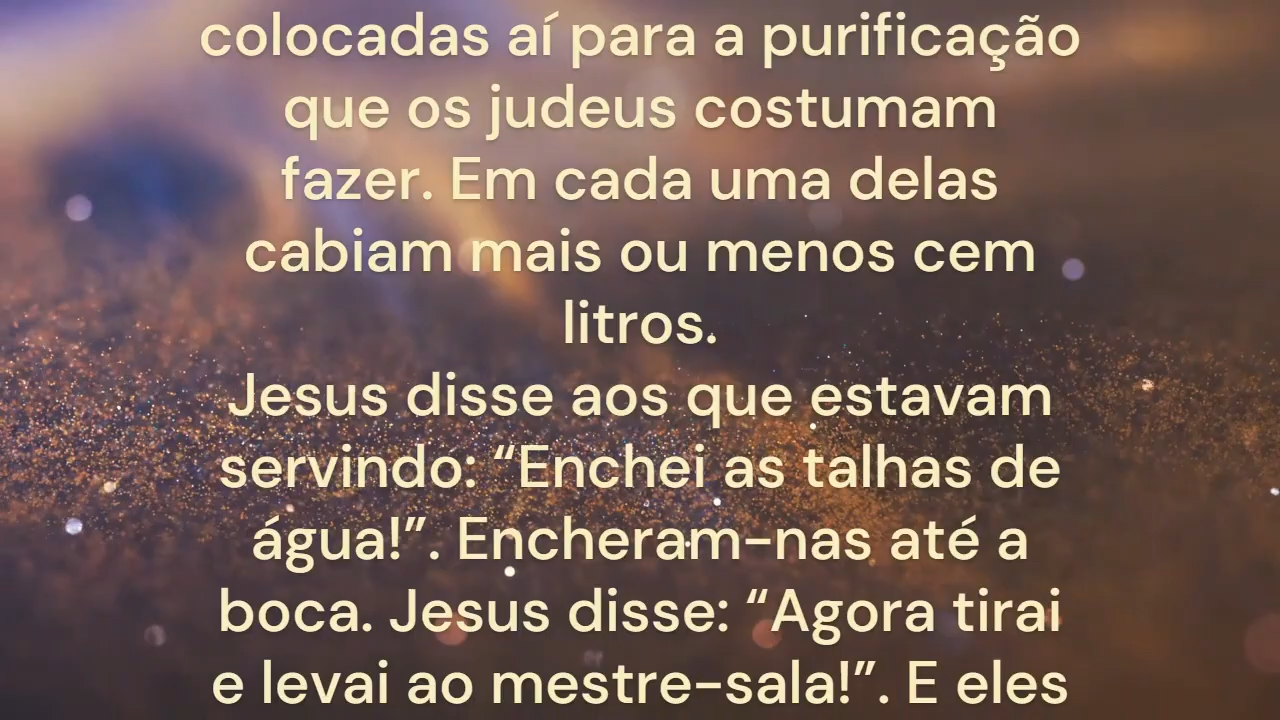 colocadas aí para a purificação
que os judeus costumam
fazer. Em cada uma delas
cabiam mais ou menos cem
litros.
Jesus disse aos que estavam
servindo: “Enchei as talhas de
água!”. Encheram-nas até a
boca. Jesus disse: “Agora tirai
e levai ao mestre-sala!”. E eles